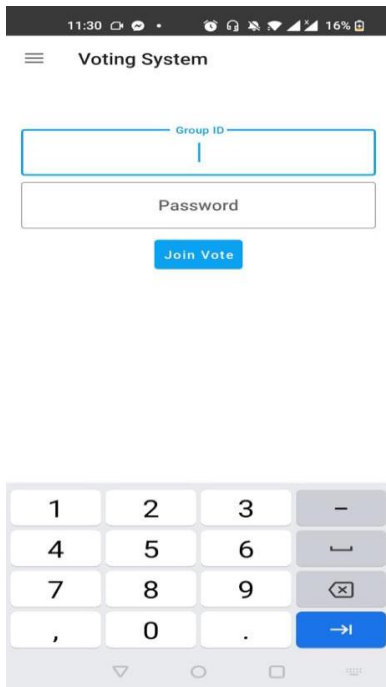 11:30 16%
Voting System
Group ID
Password
Join Vote
1 2 3 -
4 5 6
7 8 9
, 0 .